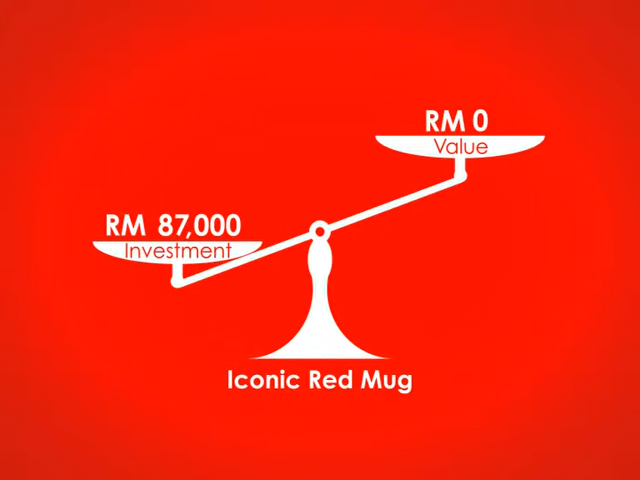 RM 0
Value
RM 87,000
Investment
Iconic Red Mug